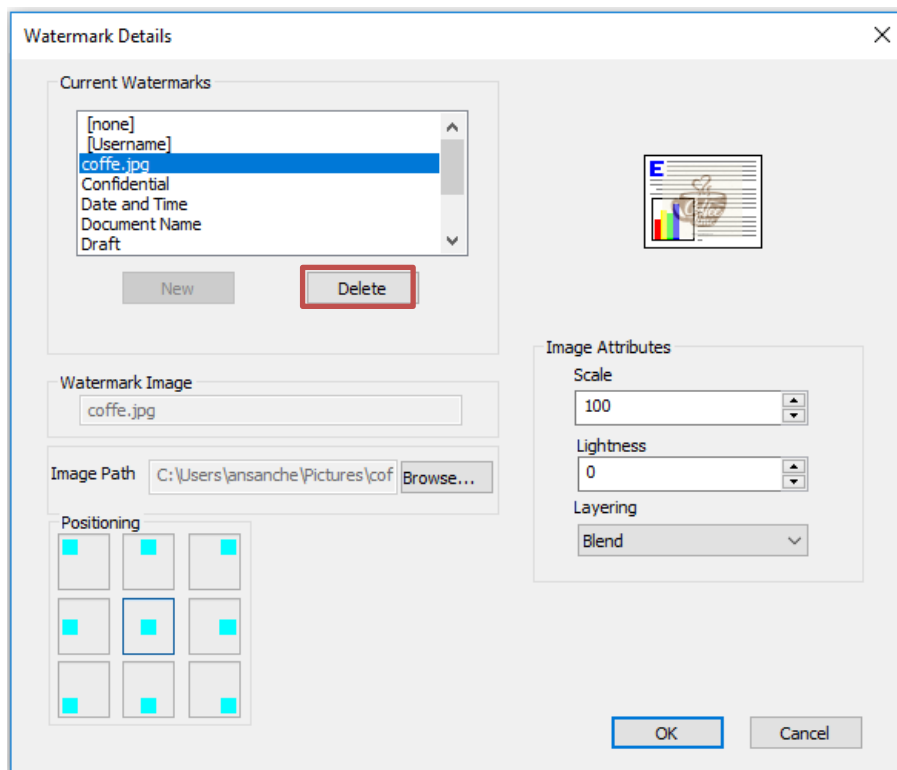 Watermark Details
Current Watermarks
[none]
[Username]
coffe.jpg
Confidential
Date and Time
Document Name
Draft
New
Delete
E
Coffee
Watermark Image
coffe.jpg
Image Path
C:\Users\ansanche\Pictures\cof
Browse...
Positioning
Image Attributes
Scale
100
Lightness
0
Layering
Blend
OK
Cancel